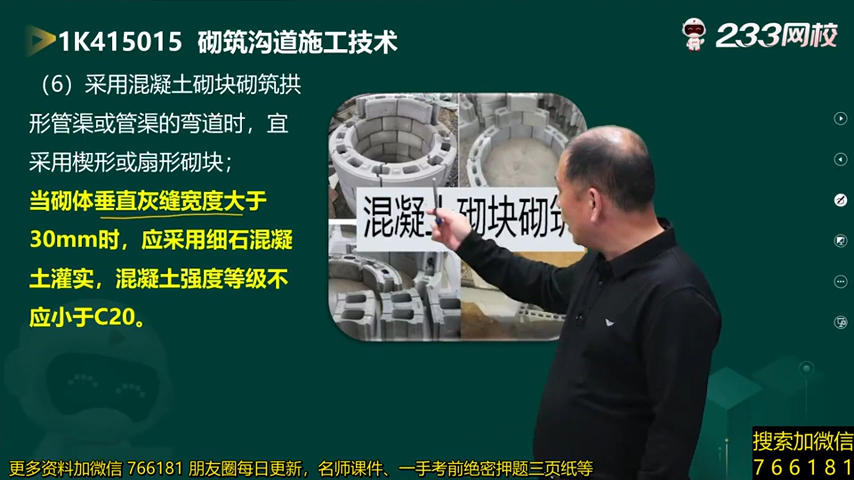 1K415015 砌筑沟道施工技术
233网校
（6）采用混凝土砌块砌筑拱
形管渠或管渠的弯道时，宜
采用楔形或扇形砌块；
当砌体垂直灰缝宽度大于
30mm时，应采用细石混凝
土灌实，混凝土强度等级不
应小于C20。
混凝土砌块砌筑
搜索加微信
766181
更多资料加微信 766181 朋友圈每日更新，名师课件、一手考前绝密押题三页纸等